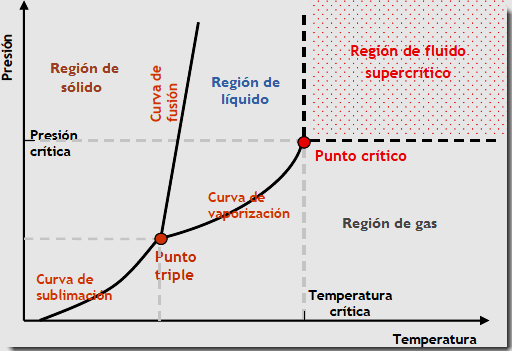 Presión
Región de
sólido
Curva de
fusión
Región de
líquido
Región de fluido
supercrítico
Presión
crítica
Punto crítico
Curva de
vaporización
Región de gas
Punto
triple
Curva de
sublimación
Temperatura
crítica
Temperatura